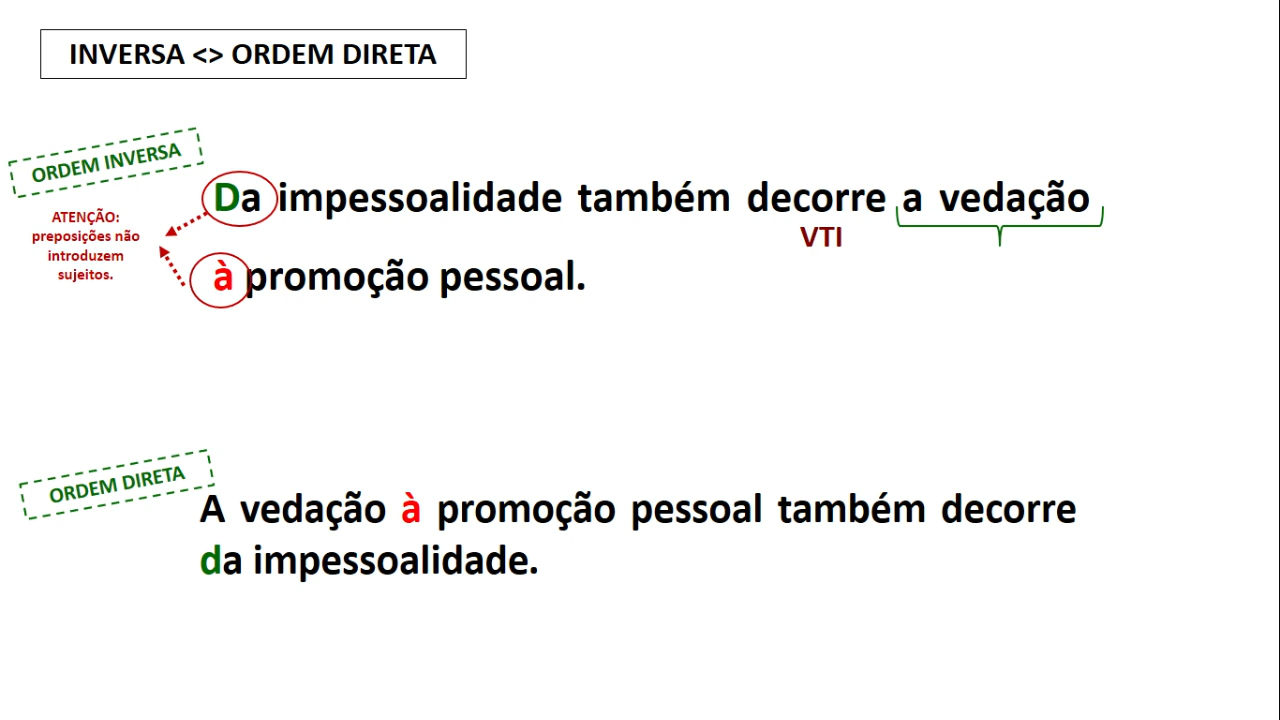 INVERSA <> ORDEM DIRETA
ORDEM INVERSA
Da impessoalidade também decorre a vedação
ATENÇÃO:
preposições não
introduzem
sujeitos.
VTI
à promoção pessoal.
ORDEM DIRETA
A vedação à promoção pessoal também decorre
da impessoalidade.